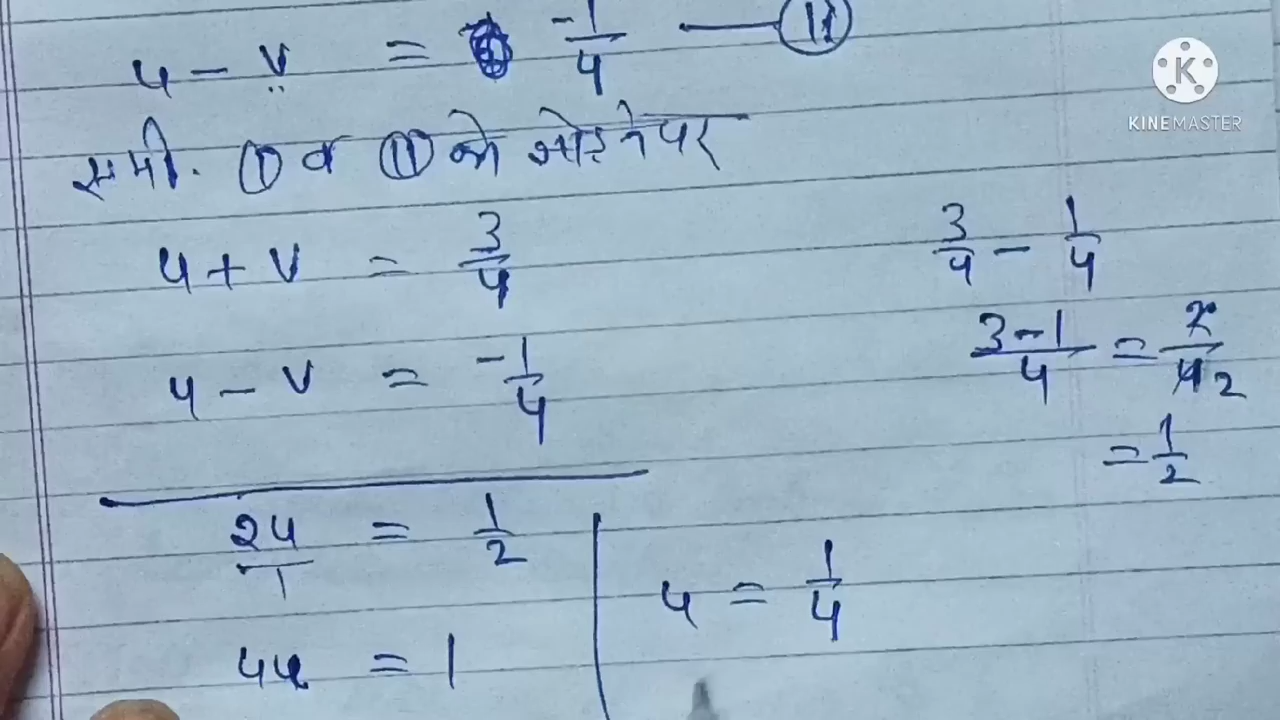 u - v = -1/4 — (II)
KINEMASTER
समी. (I) व (II) को जोड़ने पर
u + v = 3/4
3/4 - 1/4
u - v = -1/4
3-1/4 = 2/4 2
= 1/2
2u/1 = 1/2
u = 1/4
4u = 1